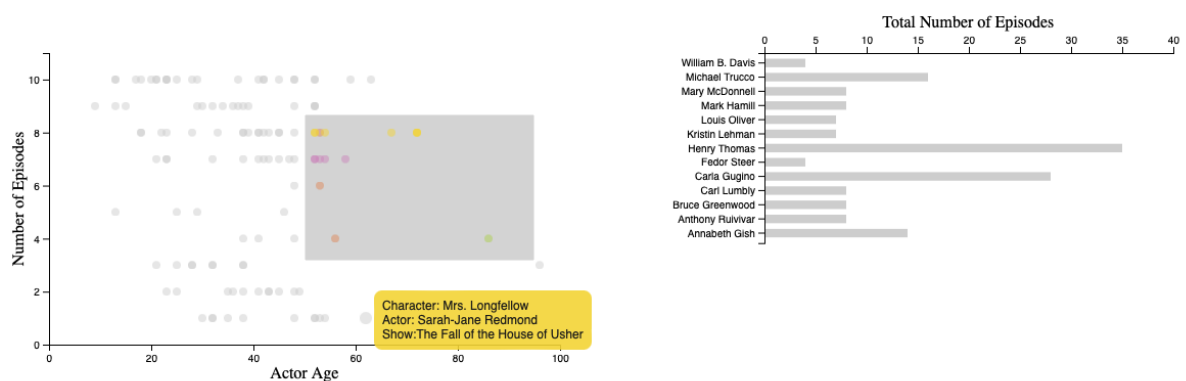 Number of Episodes
10
8
6
4
2
0
0
20
40
60
80
100
Actor Age
Character: Mrs. Longfellow
Actor: Sarah-Jane Redmond
Show:The Fall of the House of Usher
Total Number of Episodes
0
5
10
15
20
25
30
35
40
William B. Davis
Michael Trucco
Mary McDonnell
Mark Hamill
Louis Oliver
Kristin Lehman
Henry Thomas
Fedor Steer
Carla Gugino
Carl Lumbly
Bruce Greenwood
Anthony Ruivivar
Annabeth Gish